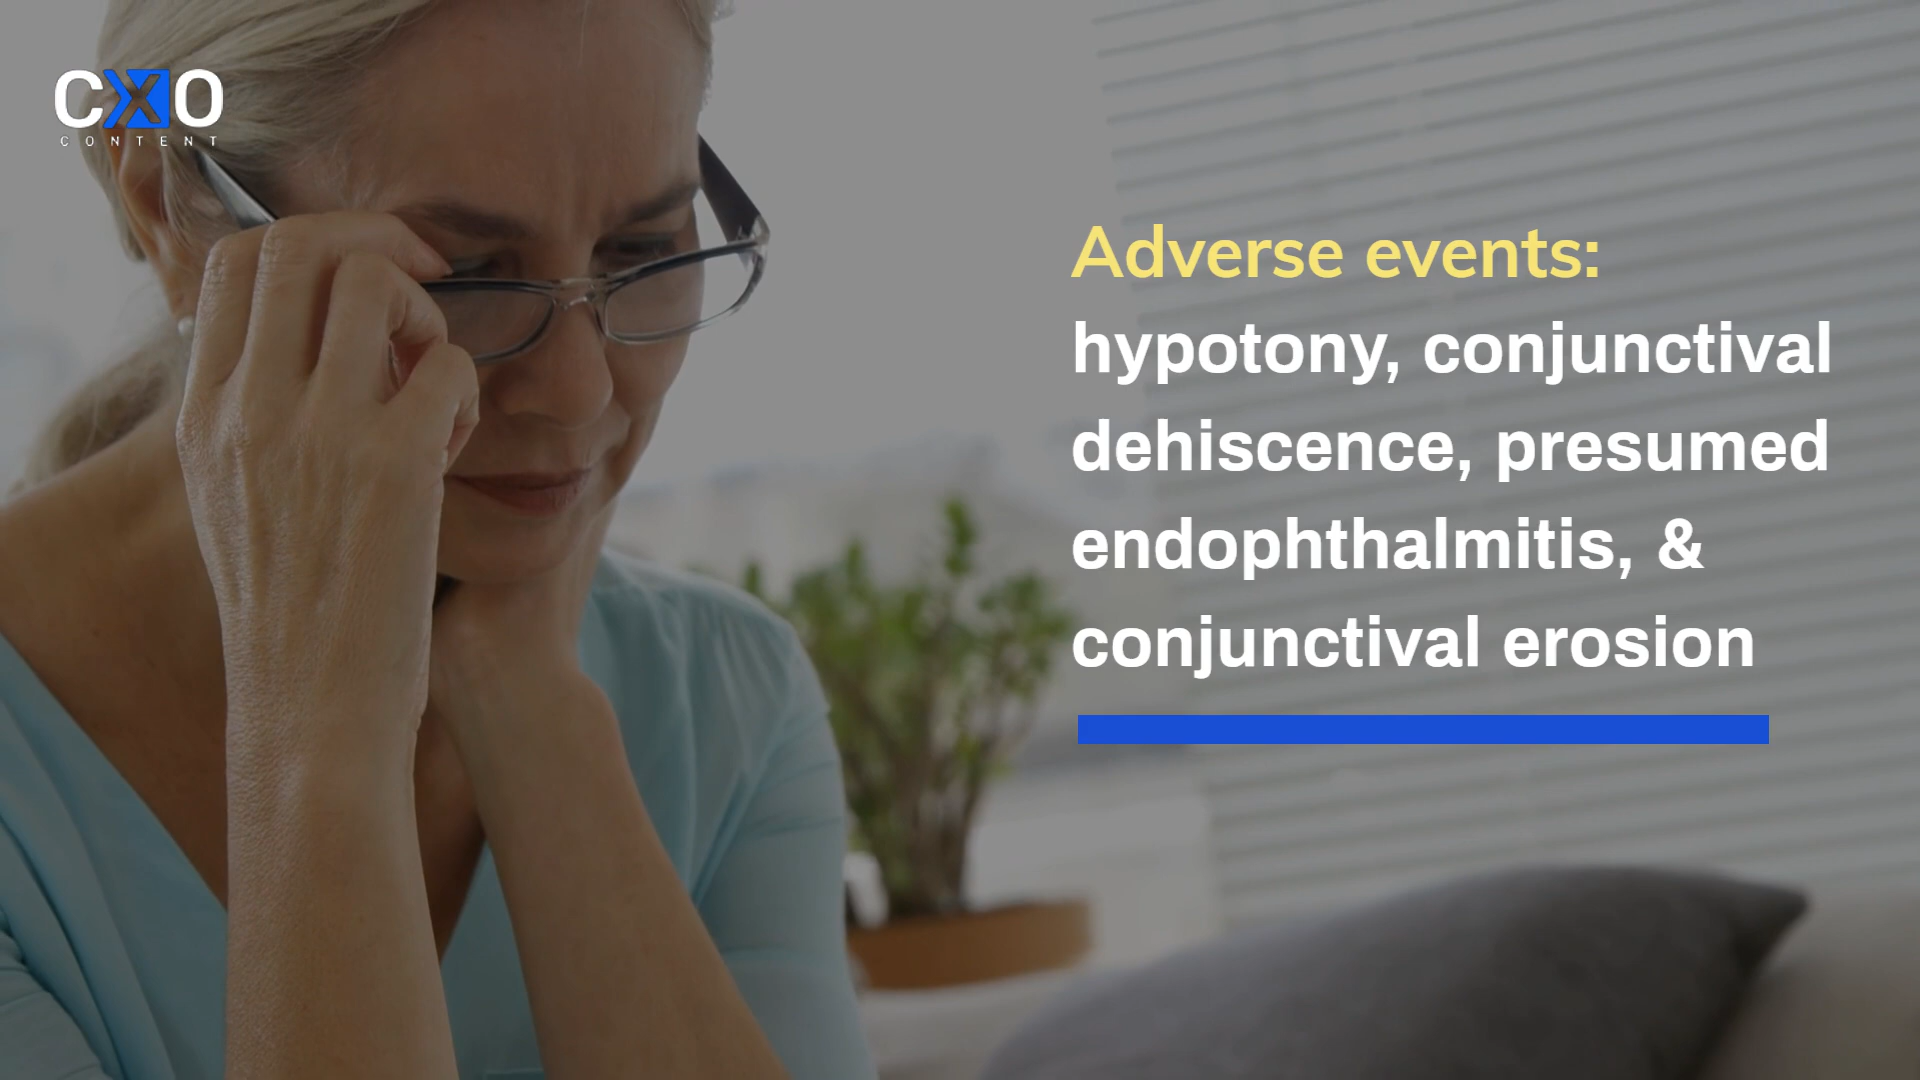 CXO
CONTENT
Adverse events:
hypotony, conjunctival
dehiscence, presumed
endophthalmitis, &
conjunctival erosion